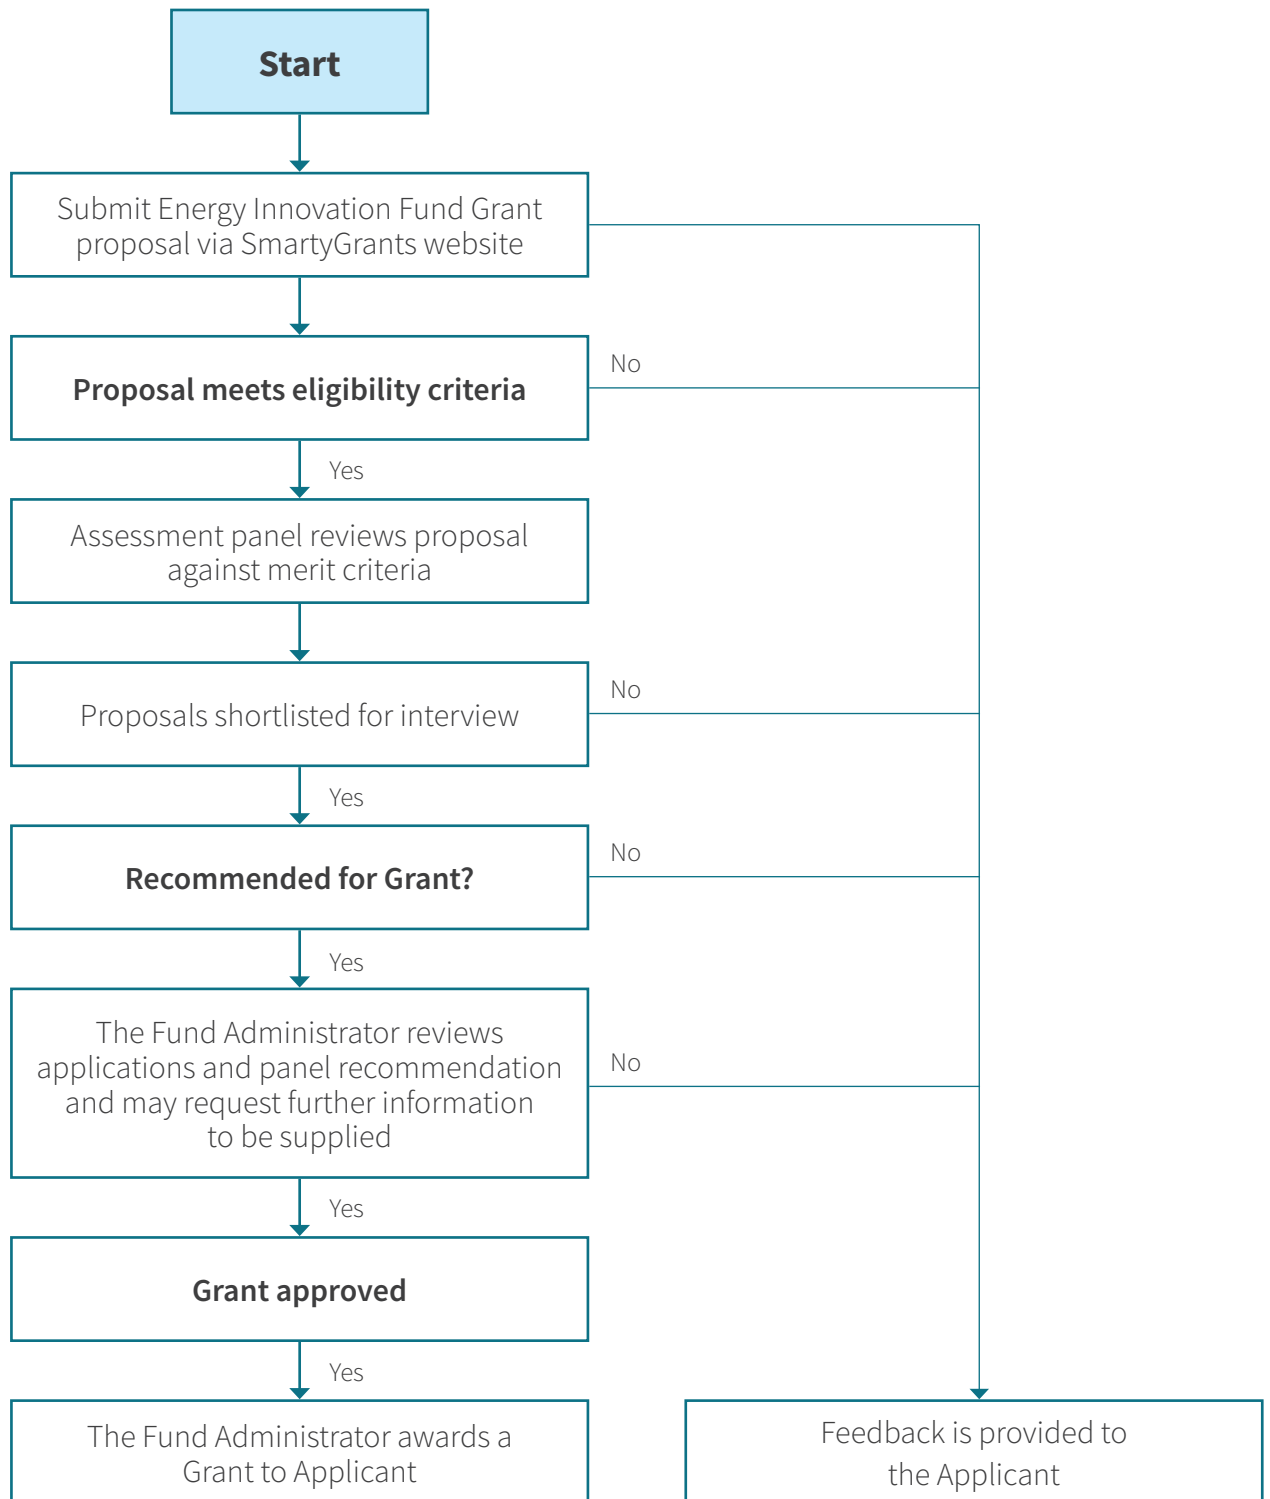 Start
Submit Energy Innovation Fund Grant
proposal via SmartyGrants website
Proposal meets eligibility criteria
No
Yes
Assessment panel reviews proposal
against merit criteria
Proposals shortlisted for interview
No
Yes
Recommended for Grant?
No
Yes
The Fund Administrator reviews
applications and panel recommendation
and may request further information
to be supplied
No
Yes
Grant approved
Yes
The Fund Administrator awards a
Grant to Applicant
Feedback is provided to
the Applicant